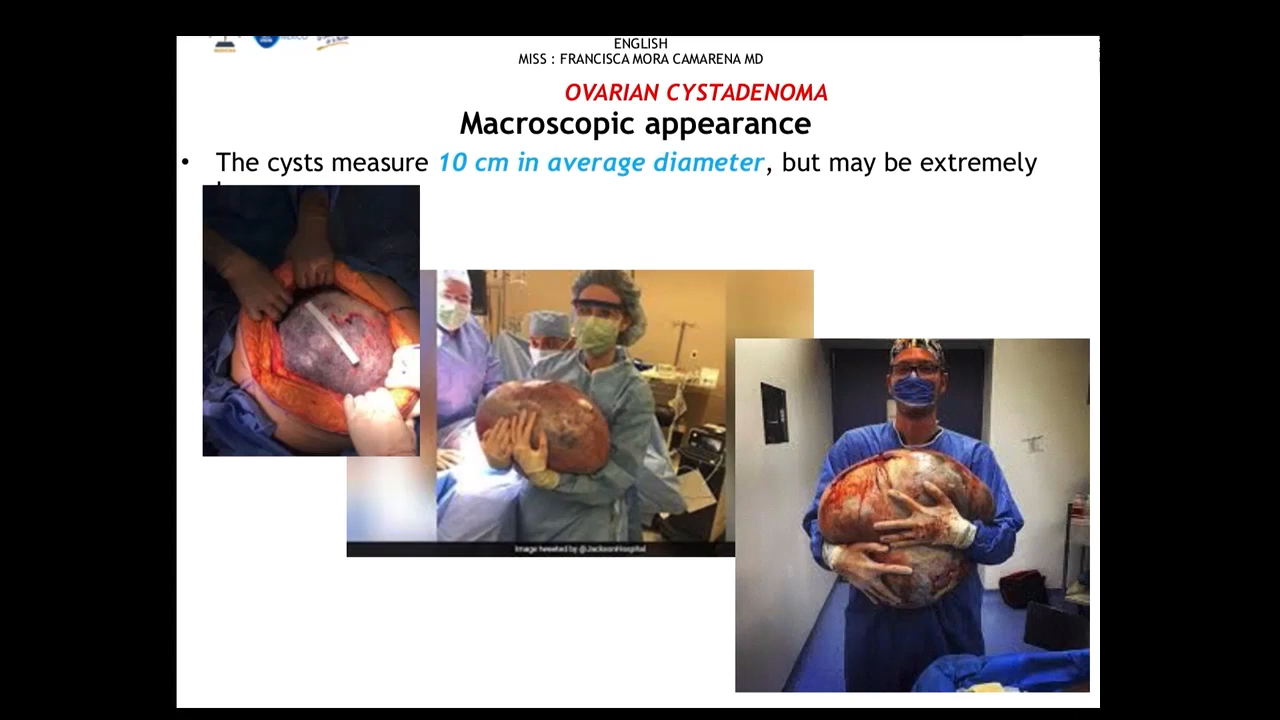 ENGLISH
MISS : FRANCISCA MORA CAMARENA MD
OVARIAN CYSTADENOMA
Macroscopic appearance
• The cysts measure 10 cm in average diameter, but may be extremely
Image tweeted by @JacksonHospital